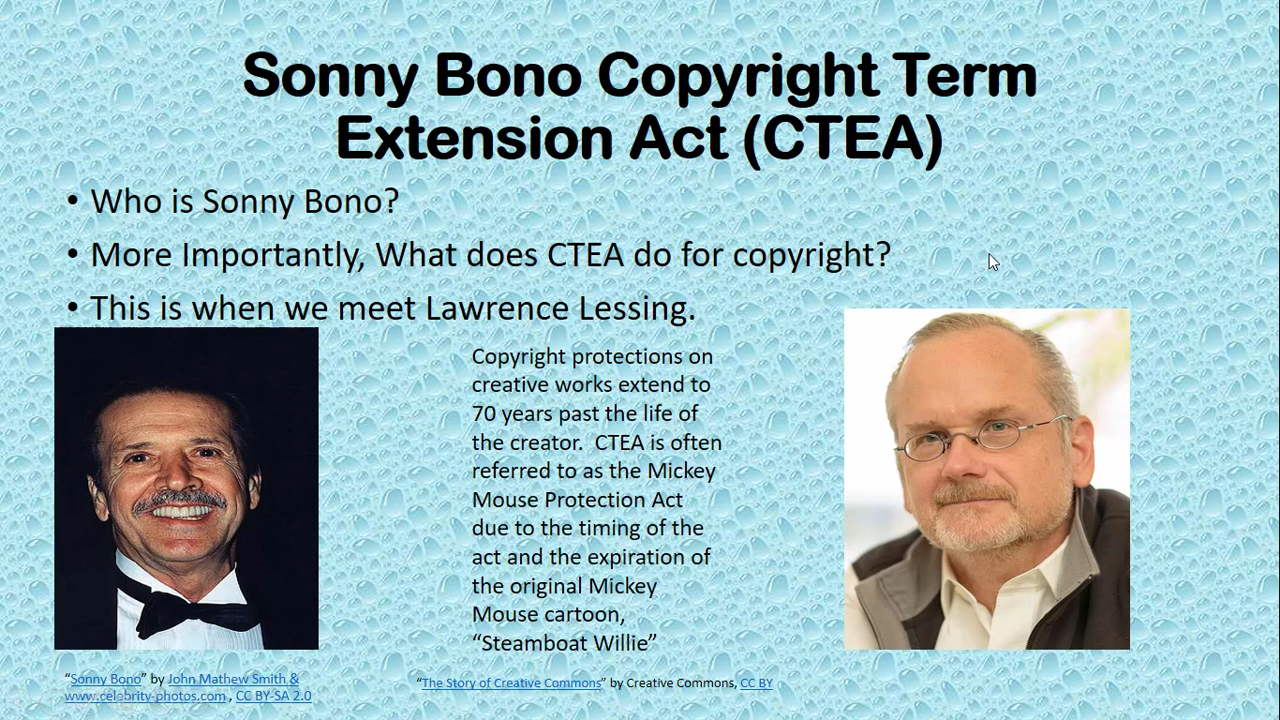 Sonny Bono Copyright Term
Extension Act (CTEA)
• Who is Sonny Bono?
• More Importantly, What does CTEA do for copyright?
• This is when we meet Lawrence Lessing.
Copyright protections on
creative works extend to
70 years past the life of
the creator.  CTEA is often
referred to as the Mickey
Mouse Protection Act
due to the timing of the
act and the expiration of
the original Mickey
Mouse cartoon,
“Steamboat Willie”
“Sonny Bono” by John Mathew Smith &
www.celebrity-photos.com , CC BY-SA 2.0
“The Story of Creative Commons” by Creative Commons, CC BY